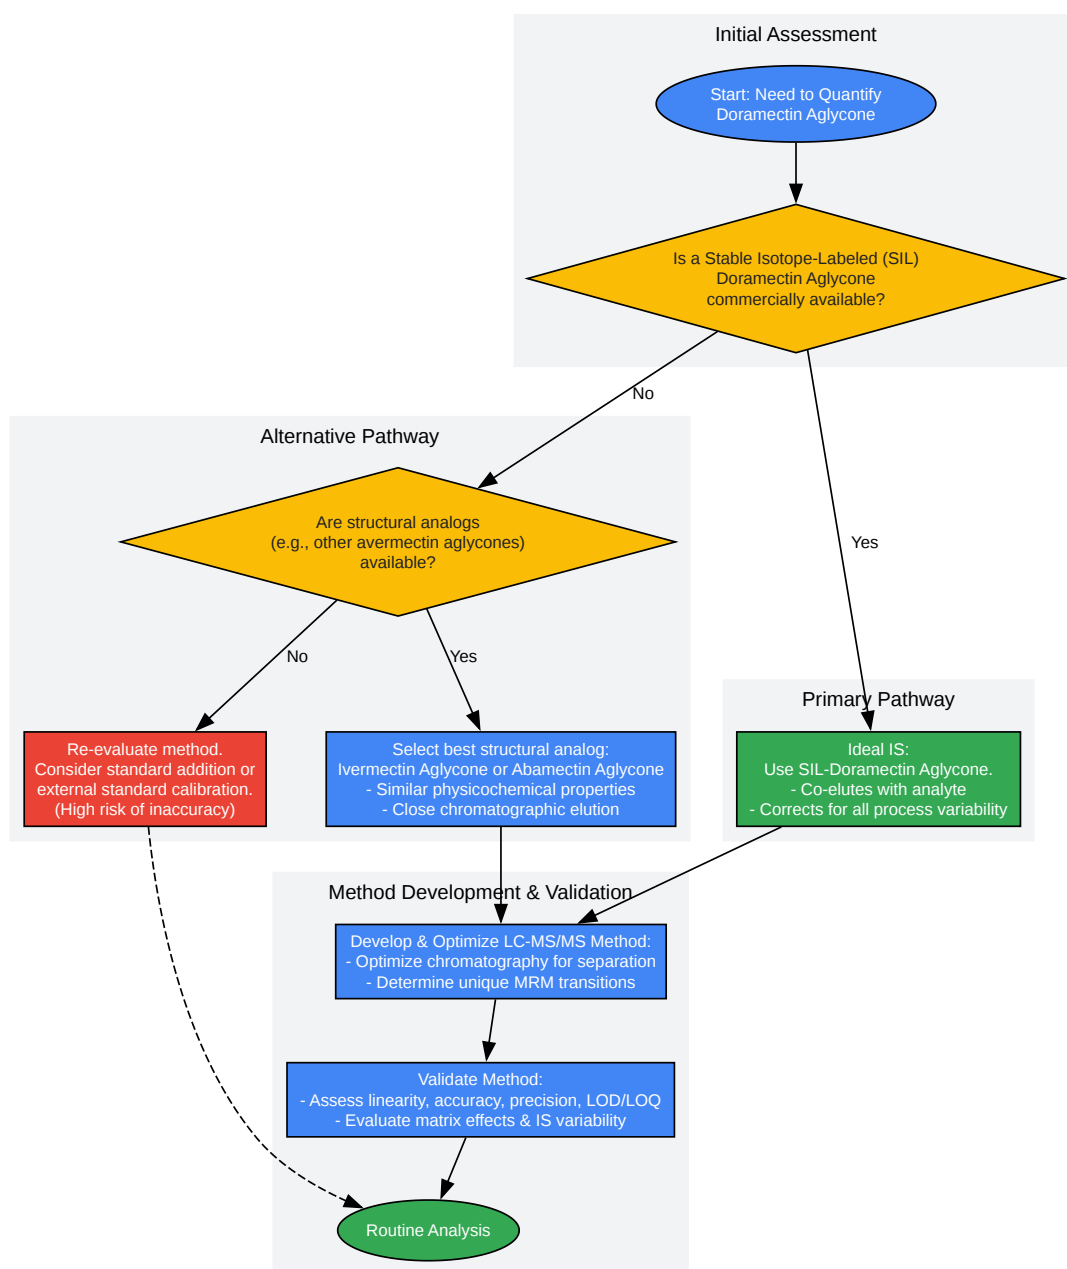 Initial Assessment
Start: Need to Quantify
Doramectin Aglycone
Is a Stable Isotope-Labeled (SIL)
Doramectin Aglycone
commercially available?
No
Yes
Alternative Pathway
Are structural analogs
(e.g., other avermectin aglycones)
available?
No
Yes
Re-evaluate method.
Consider standard addition or
external standard calibration.
(High risk of inaccuracy)
Select best structural analog:
Ivermectin Aglycone or Abamectin Aglycone
- Similar physicochemical properties
- Close chromatographic elution
Primary Pathway
Ideal IS:
Use SIL-Doramectin Aglycone.
- Co-elutes with analyte
- Corrects for all process variability
Method Development & Validation
Develop & Optimize LC-MS/MS Method:
- Optimize chromatography for separation
- Determine unique MRM transitions
Validate Method:
- Assess linearity, accuracy, precision, LOD/LOQ
- Evaluate matrix effects & IS variability
Routine Analysis